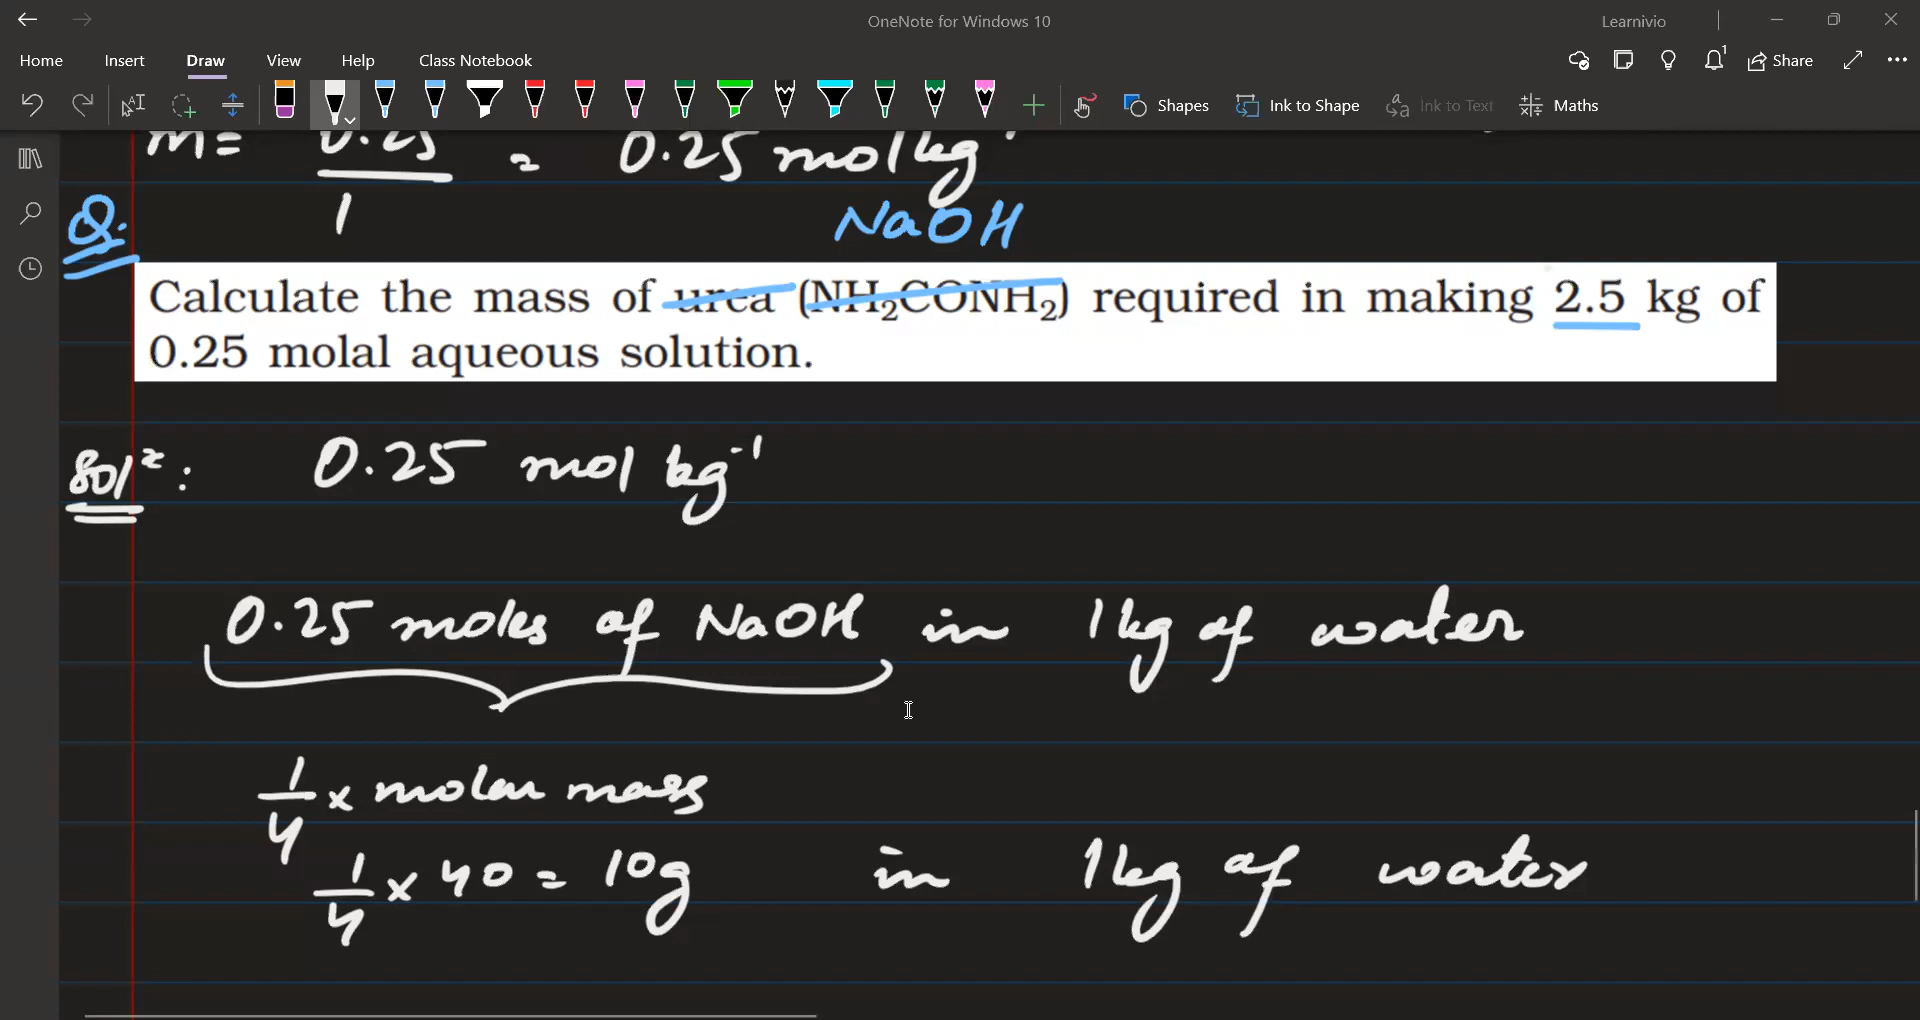 OneNote for Windows 10
Learnivio
Home Insert Draw View Help Class Notebook
1 Share
Shapes Ink to Shape Ink to Text Maths
m = 0.25 = 0.25 mol kg-1
1
NaOH
Q.
Calculate the mass of urea (NH₂CONH₂) required in making 2.5 kg of
0.25 molal aqueous solution.
Solⁿ: 0.25 mol kg⁻¹
0.25 moles of NaOH in 1kg of water
1/4 × molar mass
1/4 × 40 = 10g in 1kg of water